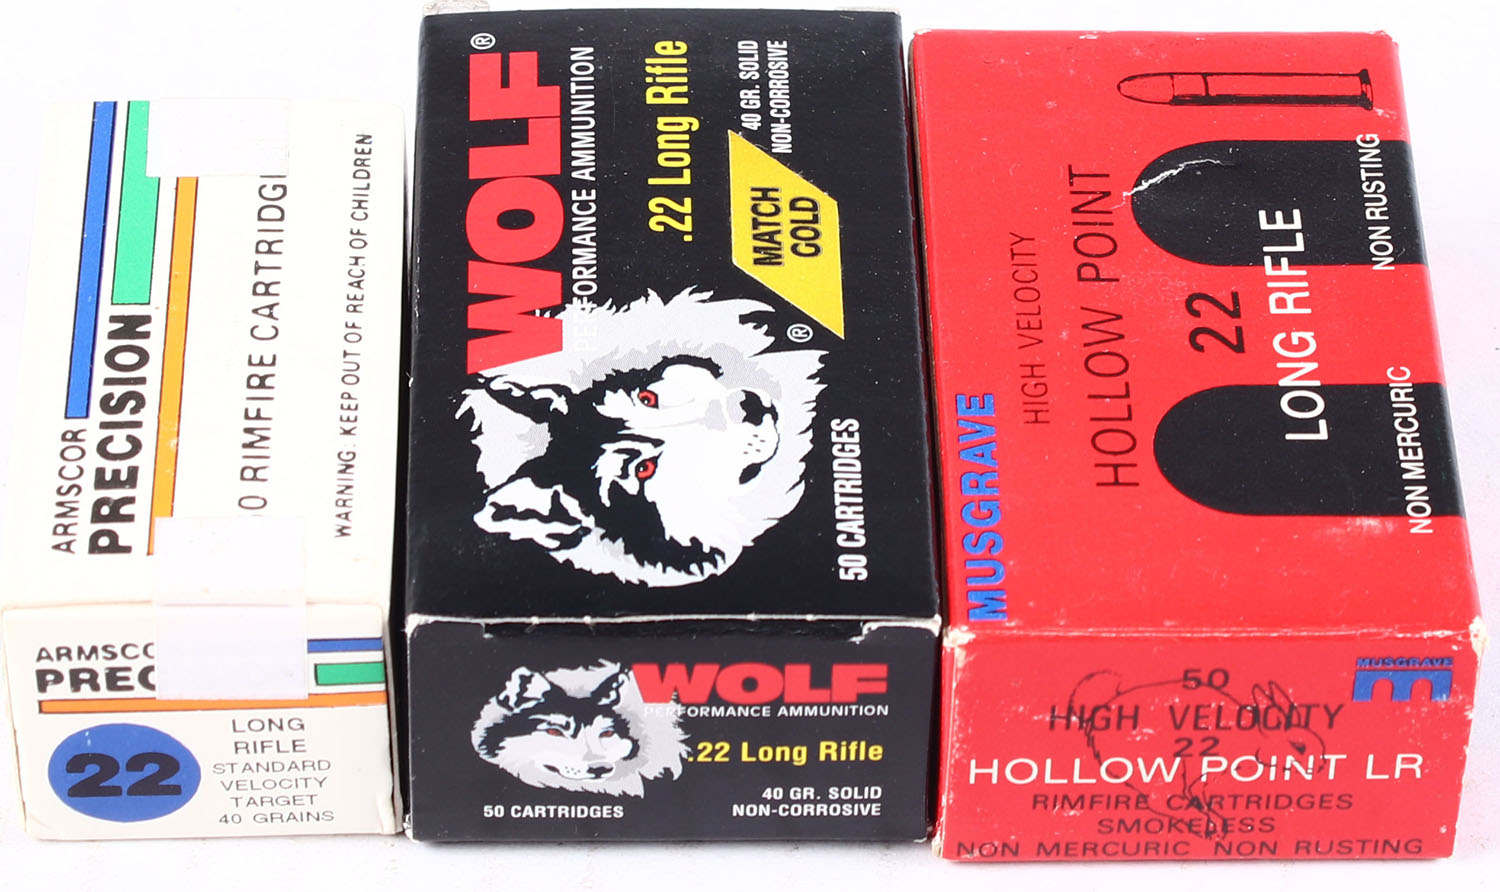 ARMSCOR
PRECISION
0 RIMFIRE CARTRIDG
WARNING: KEEP OUT OF REACH OF CHILDREN
ARMSC
PREC
22
LONG
RIFLE
STANDARD
VELOCITY
TARGET
40 GRAINS
WOLF®
PERFORMANCE AMMUNITION
.22 Long Rifle
MATCH
GOLD
40 GR. SOLID
NON-CORROSIVE
®
50 CARTRIDGES
WOLF
PERFORMANCE AMMUNITION
.22 Long Rifle
40 GR. SOLID
NON-CORROSIVE
50 CARTRIDGES
MUSGRAVE
HIGH VELOCITY
HOLLOW POINT
22
LONG RIFLE
NON MERCURIC
NON RUSTING
MUSGRAVE
50
HIGH VELOCITY
22
HOLLOW POINT LR
RIMFIRE CARTRIDGES
SMOKELESS
NON MERCURIC NON RUSTING